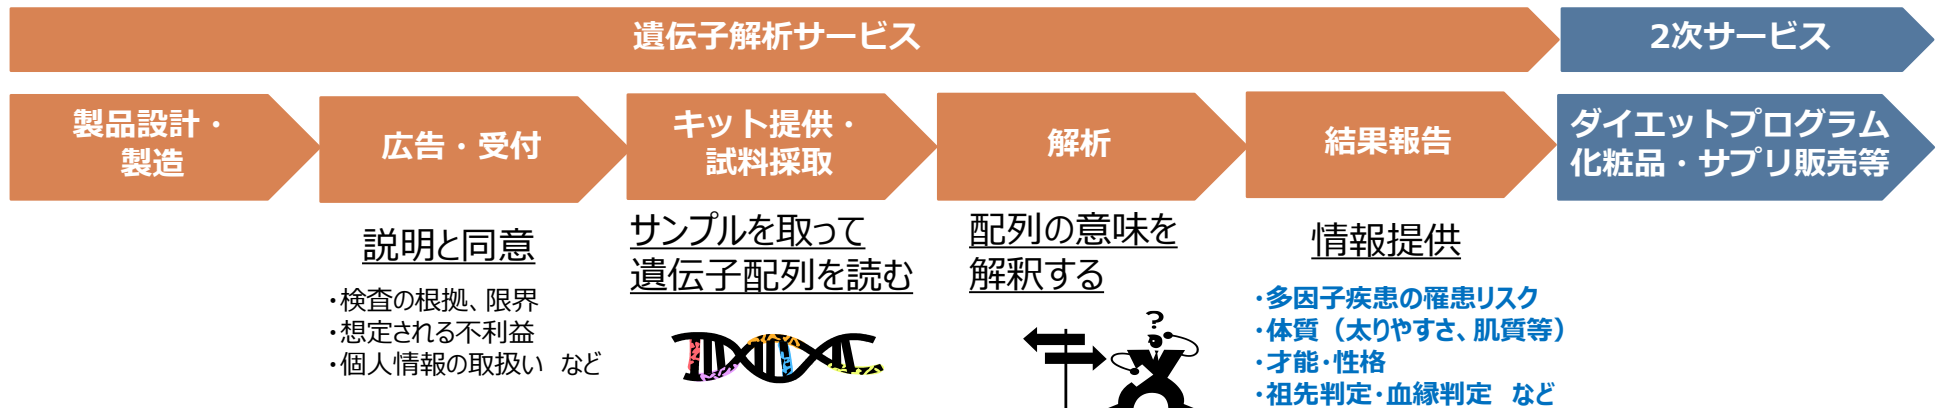 遺伝子解析サービス
2次サービス
製品設計・
製造
広告・受付
キット提供・
試料採取
解析
結果報告
ダイエットプログラム
化粧品・サプリ販売等
説明と同意
・検査の根拠、限界
・想定される不利益
・個人情報の取扱い など
サンプルを取って
遺伝子配列を読む
配列の意味を
解釈する
?
情報提供
・多因子疾患の罹患リスク
・体質（太りやすさ、肌質等）
・才能・性格
・祖先判定・血縁判定 など